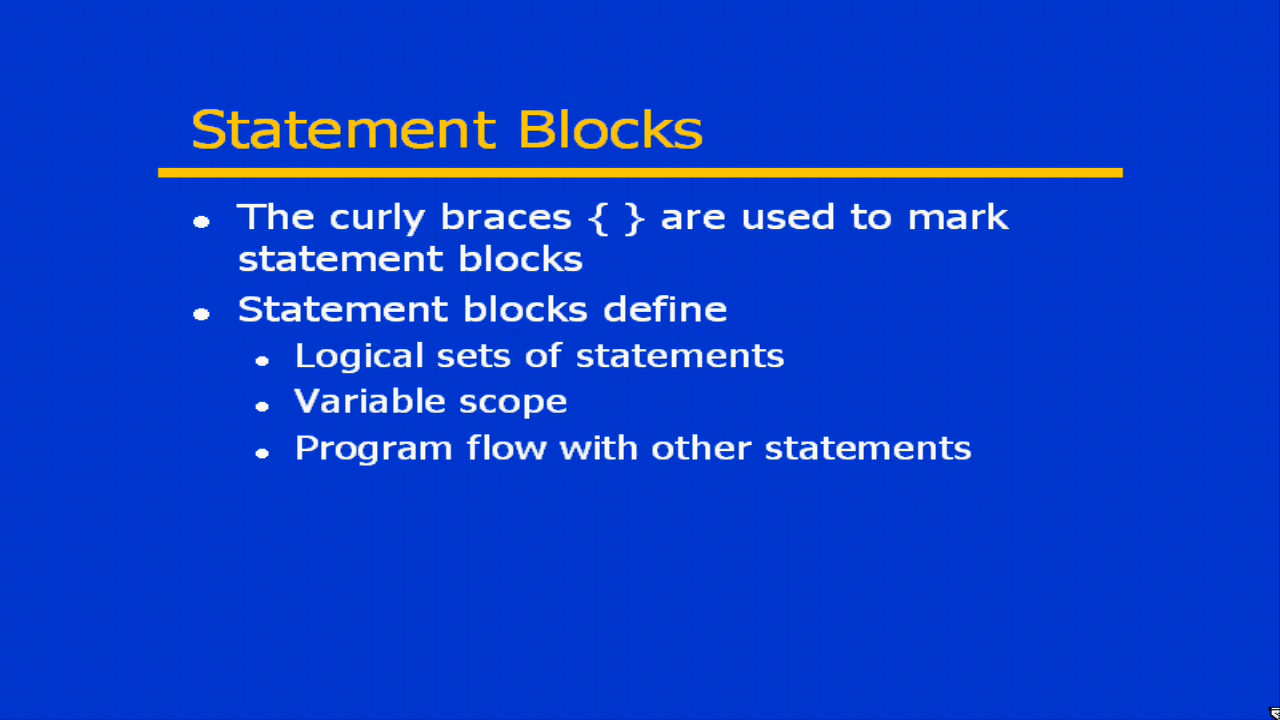 Statement Blocks
• The curly braces { } are used to mark
statement blocks
• Statement blocks define
• Logical sets of statements
• Variable scope
• Program flow with other statements